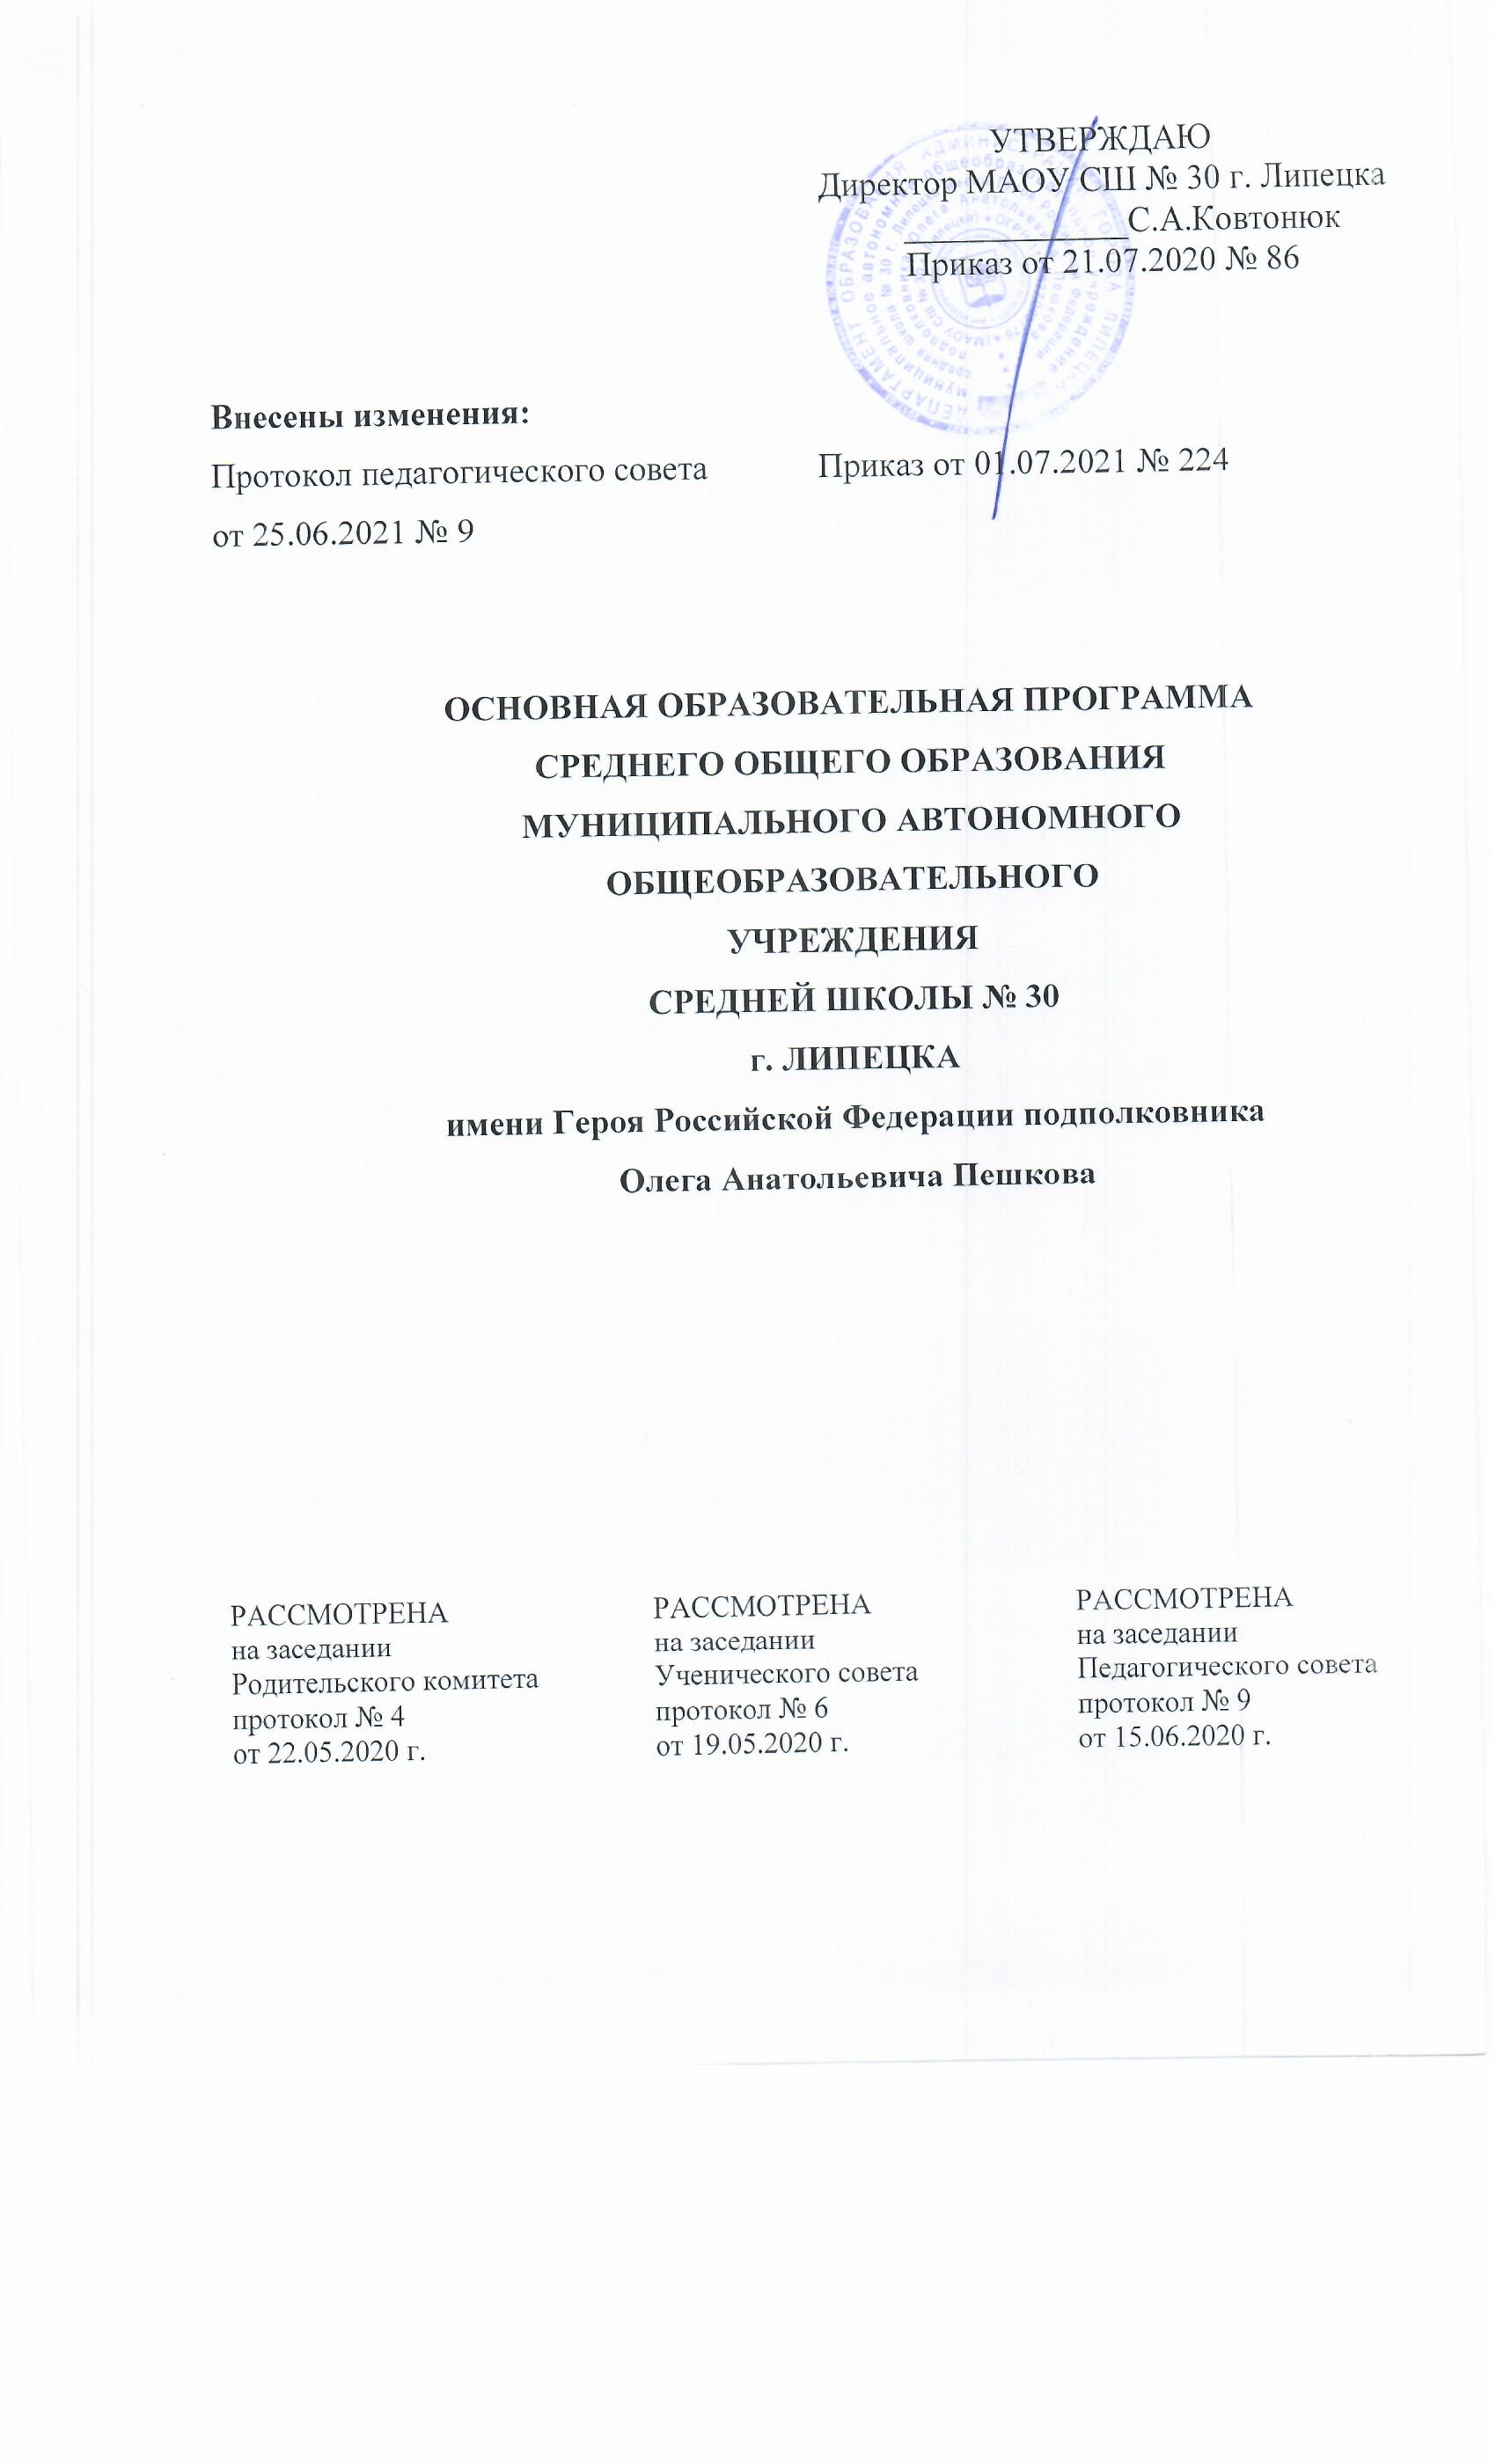 УТВЕРЖДАЮ
Директор МАОУ СШ № 30 г. Липецка
______________С.А.Ковтонюк
Приказ от 21.07.2020 № 86
Внесены изменения:
Протокол педагогического совета
Приказ от 01.07.2021 № 224
от 25.06.2021 № 9
ОСНОВНАЯ ОБРАЗОВАТЕЛЬНАЯ ПРОГРАММА
СРЕДНЕГО ОБЩЕГО ОБРАЗОВАНИЯ
МУНИЦИПАЛЬНОГО АВТОНОМНОГО
ОБЩЕОБРАЗОВАТЕЛЬНОГО
УЧРЕЖДЕНИЯ
СРЕДНЕЙ ШКОЛЫ № 30
г. ЛИПЕЦКА
имени Героя Российской Федерации подполковника
Олега Анатольевича Пешкова
РАССМОТРЕНА
на заседании
Родительского комитета
протокол № 4
от 22.05.2020 г.
РАССМОТРЕНА
на заседании
Ученического совета
протокол № 6
от 19.05.2020 г.
РАССМОТРЕНА
на заседании
Педагогического совета
протокол № 9
от 15.06.2020 г.